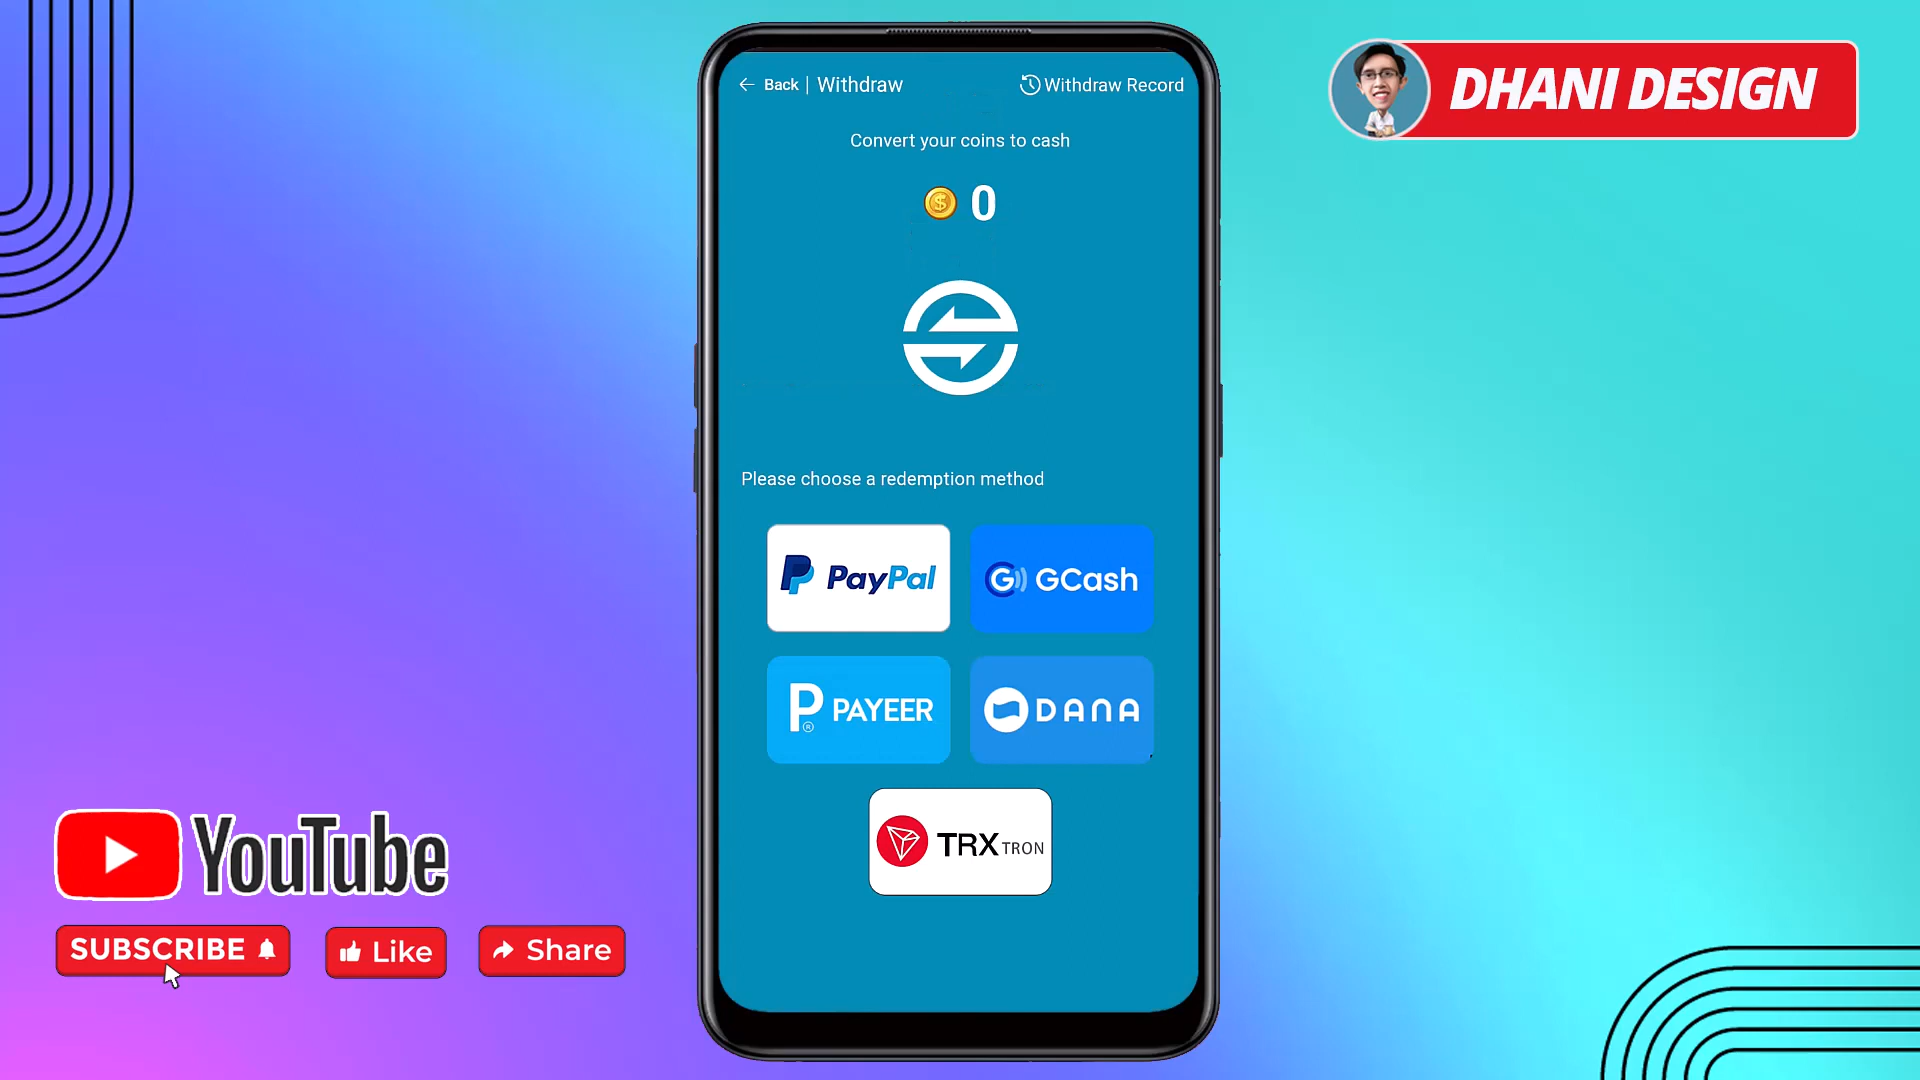 DHANI DESIGN
Back | Withdraw
Withdraw Record
Convert your coins to cash
0
Please choose a redemption method
PayPal
G GCash
P PAYEER
®
DANA
TRX TRON
YouTube
SUBSCRIBE
Like
Share